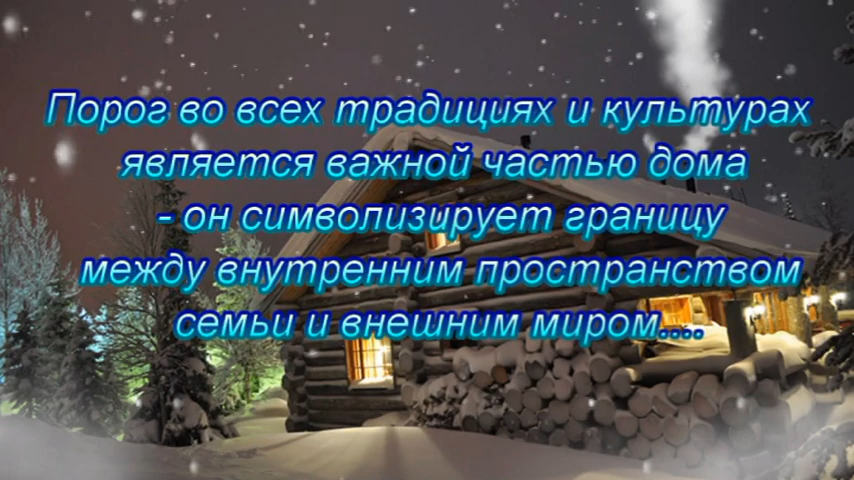 Порог во всех традициях и культурах
является важной частью дома
- он символизирует границу
между внутренним пространством
семьи и внешним миром....